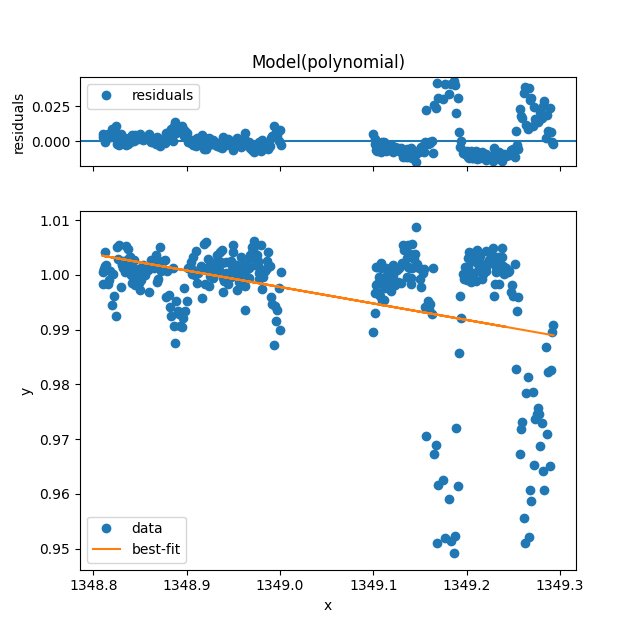 Model(polynomial)
residuals
0.025
0.000
residuals
1.01
1.00
0.99
0.98
0.97
0.96
0.95
y
data
best-fit
1348.8 1348.9 1349.0 1349.1 1349.2 1349.3
x